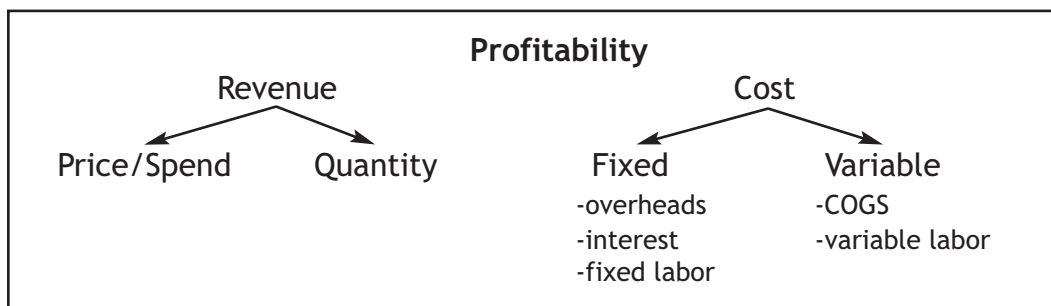 Profitability
Revenue Cost
Price/Spend Quantity Fixed Variable
-overheads -COGS
-interest -variable labor
-fixed labor